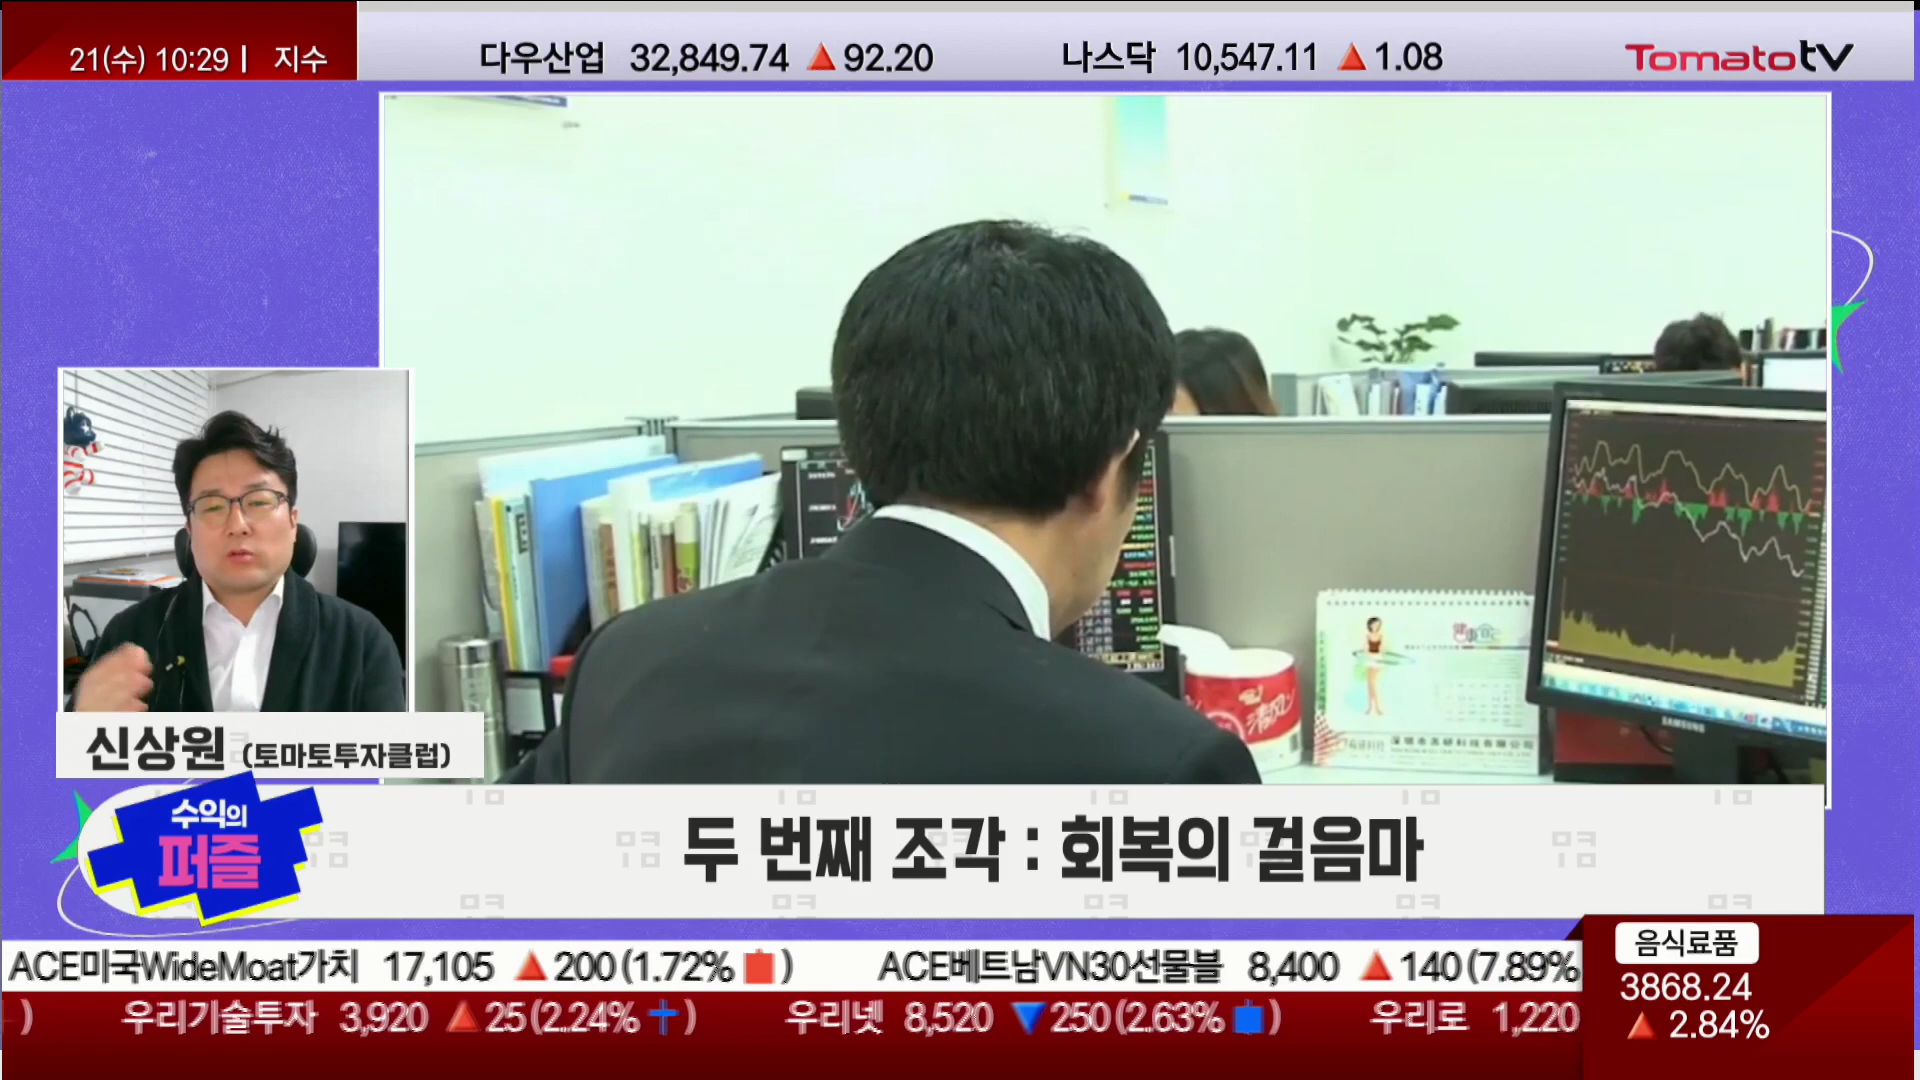 21(수) 10:29 | 지수
다우산업 32,849.74 ▲92.20 나스닥 10,547.11 ▲1.08
Tomatotv
SAMSUNG
신상원 (토마토투자클럽)
수익의
퍼즐
두 번째 조각 : 회복의 걸음마
ACE미국WideMoat가치 17,105 ▲200(1.72% ) ACE베트남VN30선물블 8,400 ▲140(7.89%
) 우리기술투자 3,920 ▲25(2.24% +) 우리넷 8,520 ▼250(2.63% ) 우리로 1,220
음식료품
3868.24
▲ 2.84%